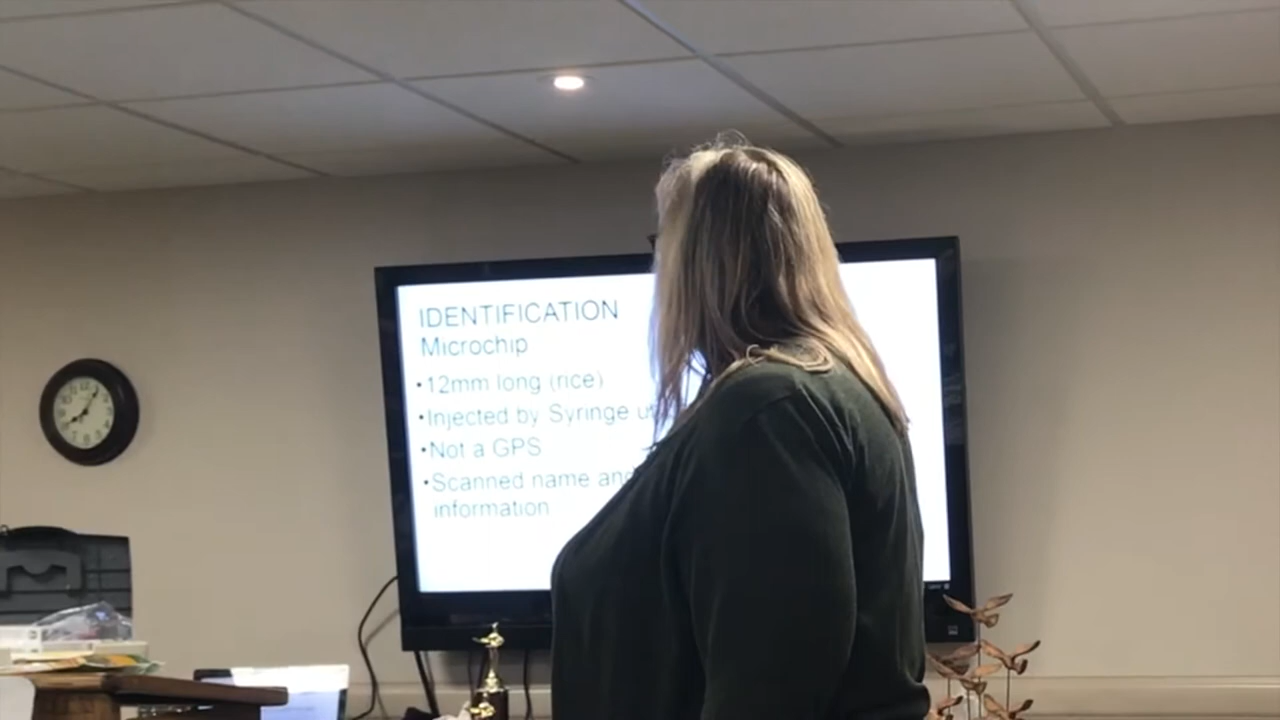 IDENTIFICATION
Microchip
•12mm long (rice)
•Injected by Syringe
•Not a GPS
•Scanned name and
information